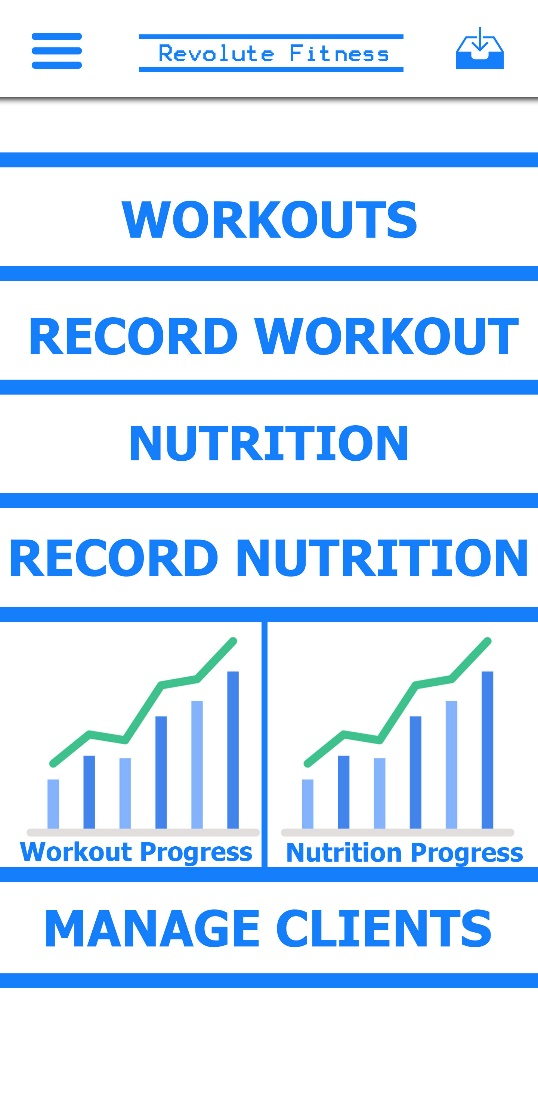 Revolute Fitness
WORKOUTS
RECORD WORKOUT
NUTRITION
RECORD NUTRITION
Workout Progress
Nutrition Progress
MANAGE CLIENTS